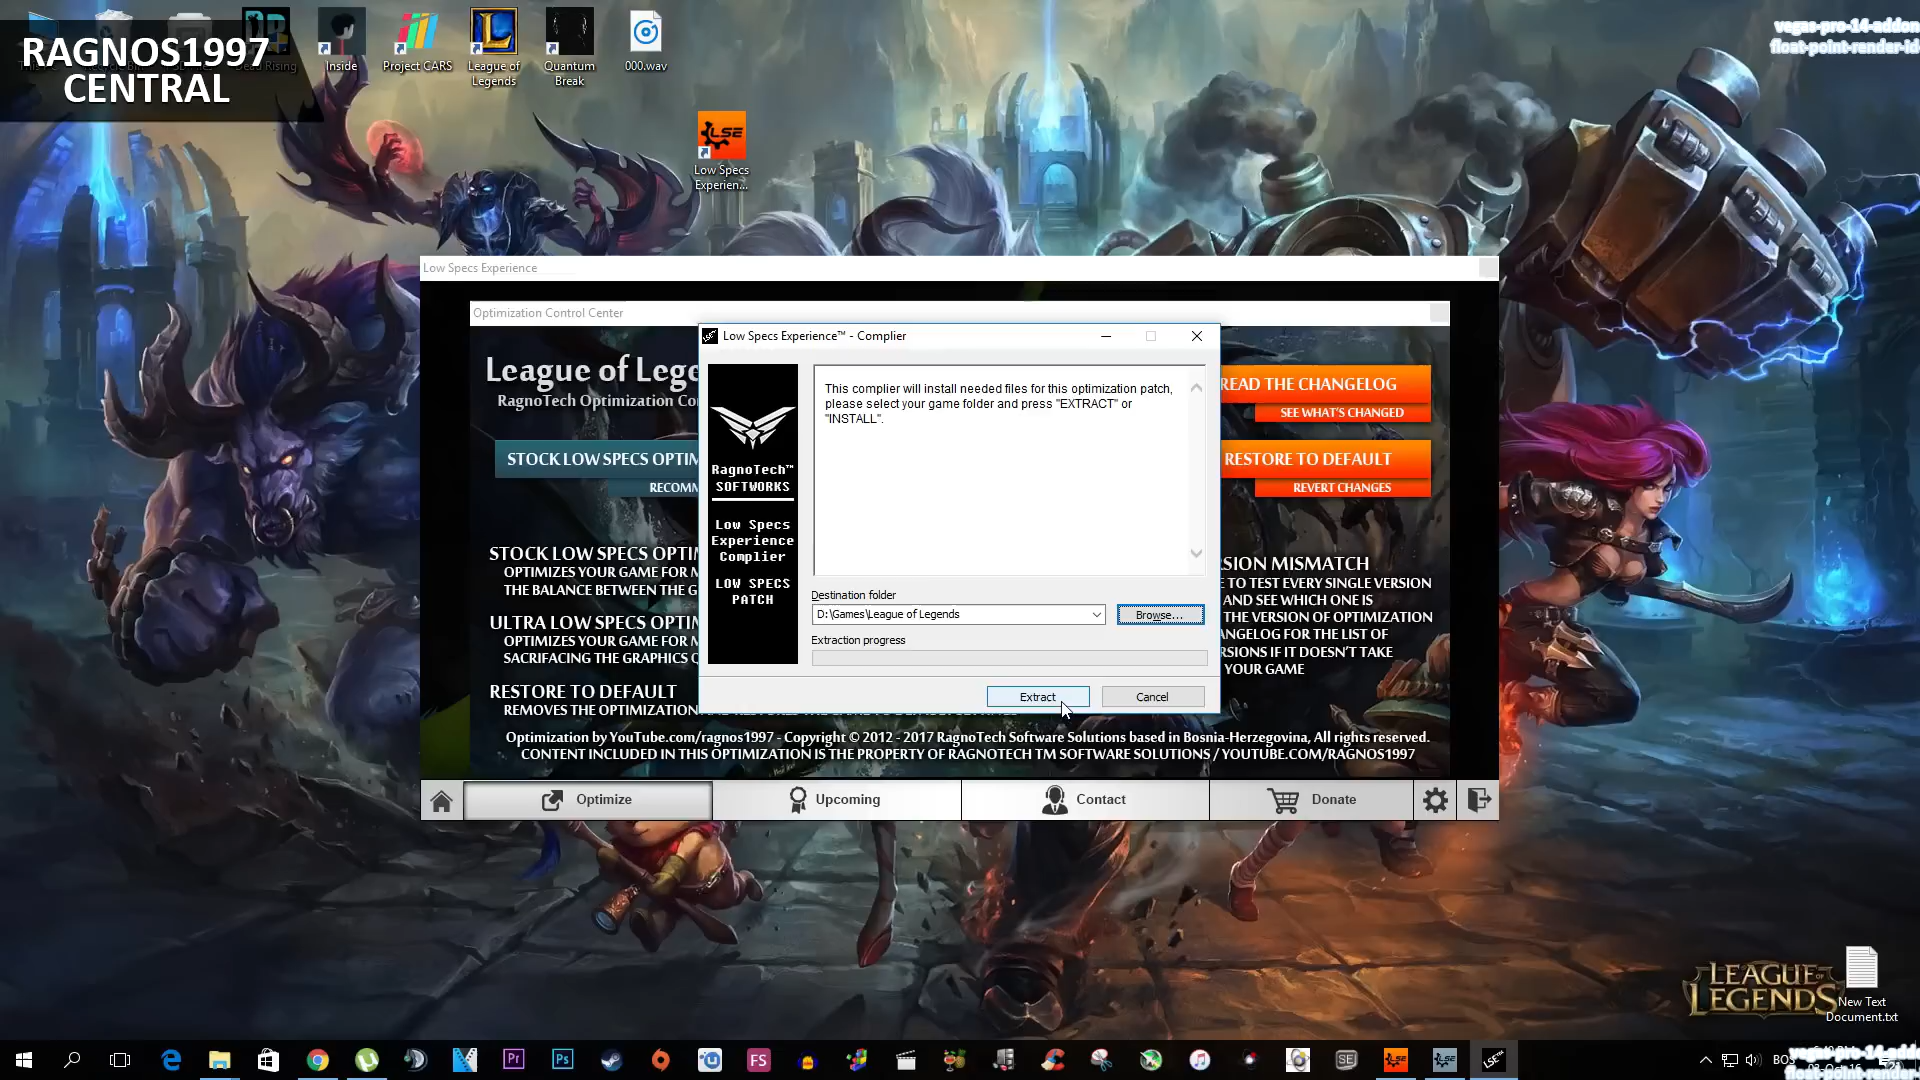 RAGNOS1997
CENTRAL
Dead Rising
Inside
Project CARS
League of
Legends
Quantum
Break
000.wav
Low Specs
Experien...
vegas-pro-14-addon
Low Specs Experience
Optimization Control Center
League of Lege
RagnoTech Optimization Co
STOCK LOW SPECS OPTIM
RECOMM
STOCK LOW SPECS OPTI
OPTIMIZES YOUR GAME FOR M
THE BALANCE BETWEEN THE G
ULTRA LOW SPECS OPTI
OPTIMIZES YOUR GAME FOR M
SACRIFACING THE GRAPHICS Q
RESTORE TO DEFAULT
REMOVES THE OPTIMIZATION
READ THE CHANGELOG
SEE WHAT'S CHANGED
RESTORE TO DEFAULT
REVERT CHANGES
SION MISMATCH
E TO TEST EVERY SINGLE VERSION
AND SEE WHICH ONE IS
THE VERSION OF OPTIMIZATION
ANGELOG FOR THE LIST OF
RSIONS IF IT DOESN'T TAKE
YOUR GAME
Low Specs Experience™ - Complier
This complier will install needed files for this optimization patch,
please select your game folder and press "EXTRACT" or
"INSTALL".
RagnoTech™
SOFTWORKS
Low Specs
Experience
Complier
LOW SPECS
PATCH
Destination folder
D:\Games\League of Legends
Browse...
Extraction progress
Extract
Cancel
Optimization by YouTube.com/ragnos1997 - Copyright © 2012 - 2017 RagnoTech Software Solutions based in Bosnia-Herzegovina, All rights reserved.
CONTENT INCLUDED IN THIS OPTIMIZATION IS THE PROPERTY OF RAGNOTECH TM SOFTWARE SOLUTIONS / YOUTUBE.COM/RAGNOS1997
Optimize
Upcoming
Contact
Donate
LEAGUE OF
LEGENDS
New Text
Document.txt